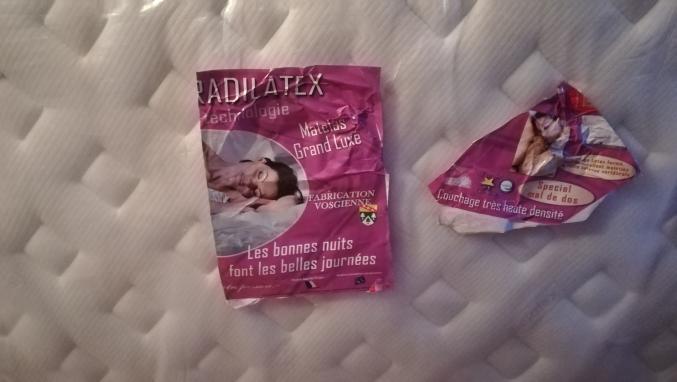 RADILATEX
technologie
Matelas
Grand Luxe
FABRICATION
VOSGIENNE
Les bonnes nuits
font les belles journées
Spécial
mal de dos
Couchage très haute densité